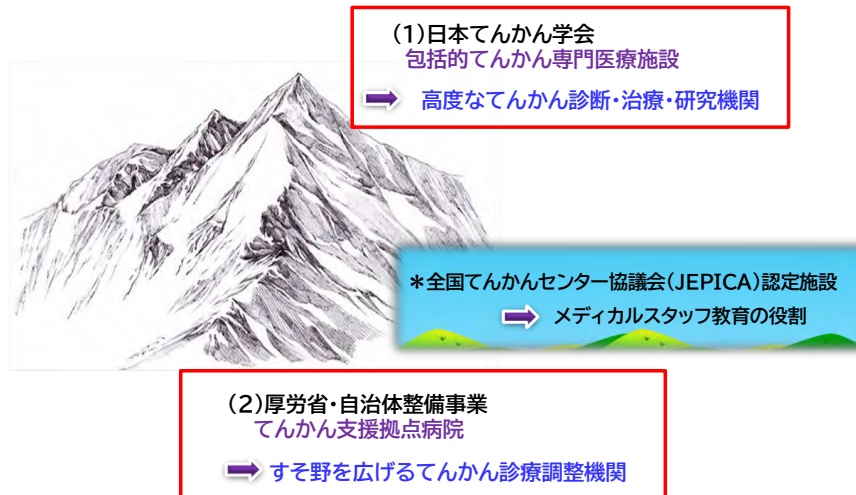 (1)日本てんかん学会
包括的てんかん専門医療施設
高度なてんかん診断・治療・研究機関
*全国てんかんセンター協議会(JEPICA)認定施設
メディカルスタッフ教育の役割
(2)厚労省・自治体整備事業
てんかん支援拠点病院
すそ野を広げるてんかん診療調整機関